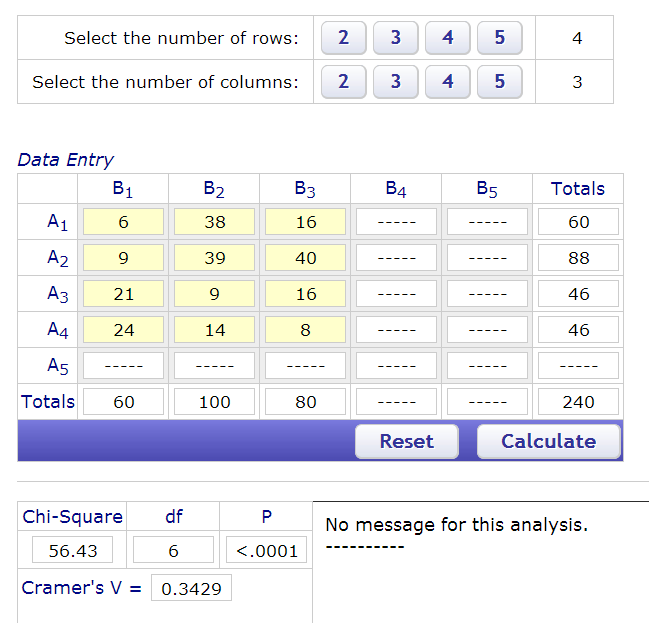 Select the number of rows: 2 3 4 5 4
Select the number of columns: 2 3 4 5 3
Data Entry
B1 B2 B3 B4 B5 Totals
A1 6 38 16 ----- ----- 60
A2 9 39 40 ----- ----- 88
A3 21 9 16 ----- ----- 46
A4 24 14 8 ----- ----- 46
A5 ----- ----- ----- ----- ----- -----
Totals 60 100 80 ----- ----- 240
Reset Calculate
Chi-Square df P
56.43 6 <.0001
Cramer's V = 0.3429
No message for this analysis.
----------